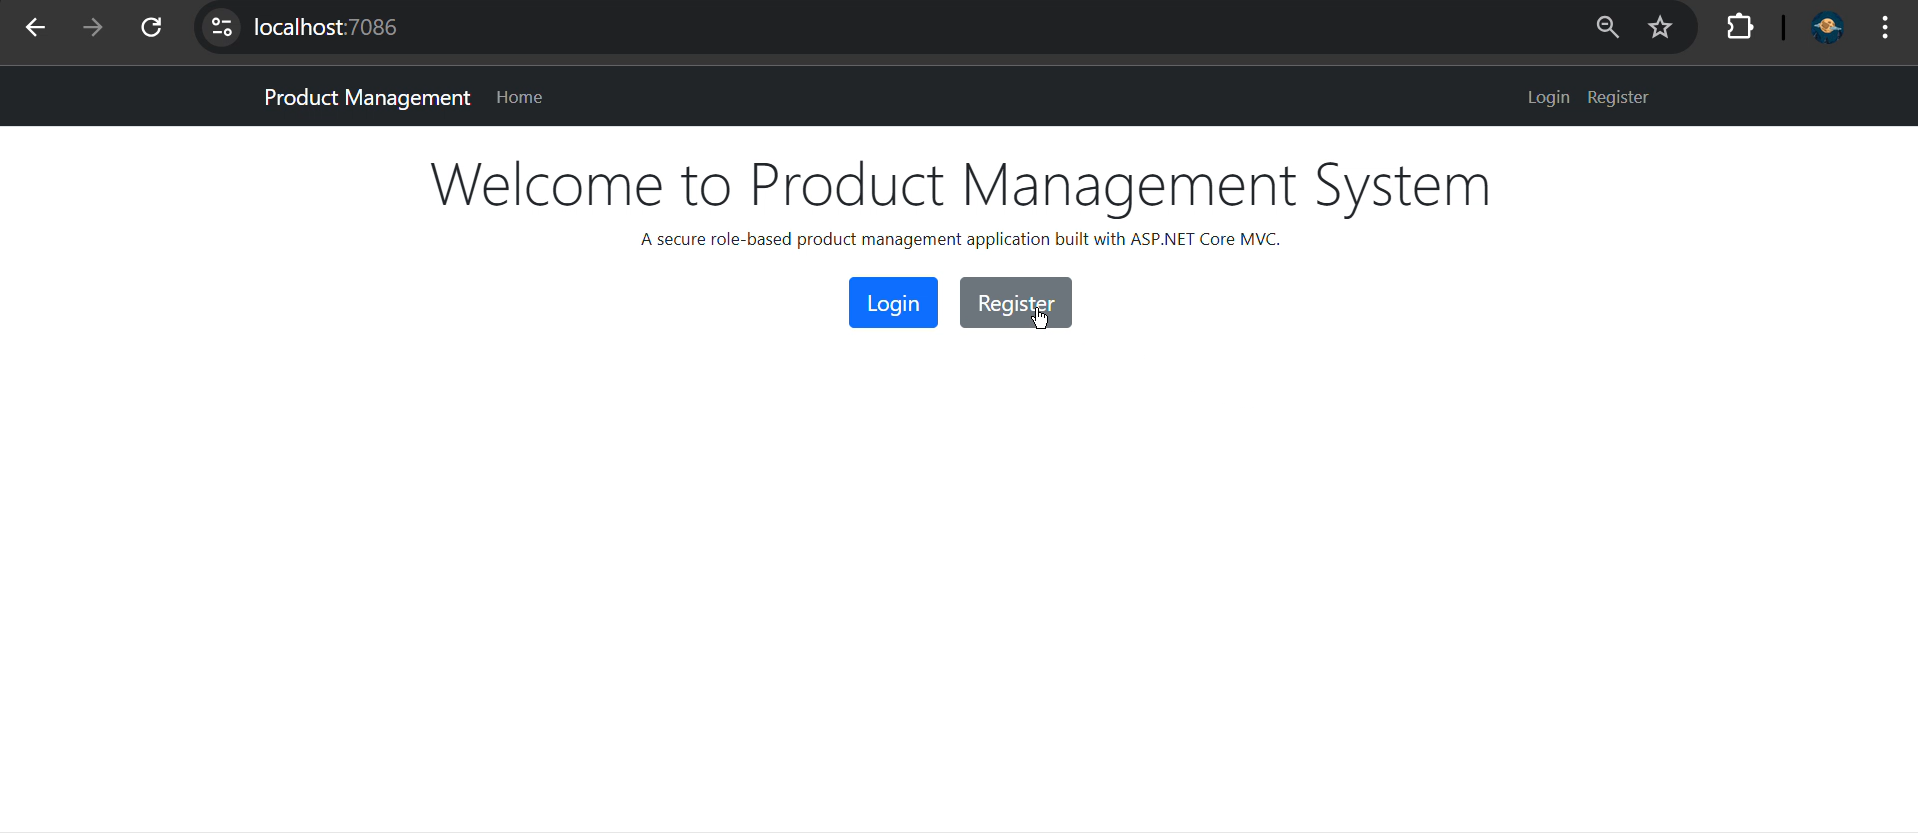 localhost:7086
Product Management Home Login Register
Welcome to Product Management System
A secure role-based product management application built with ASP.NET Core MVC.
Login Register